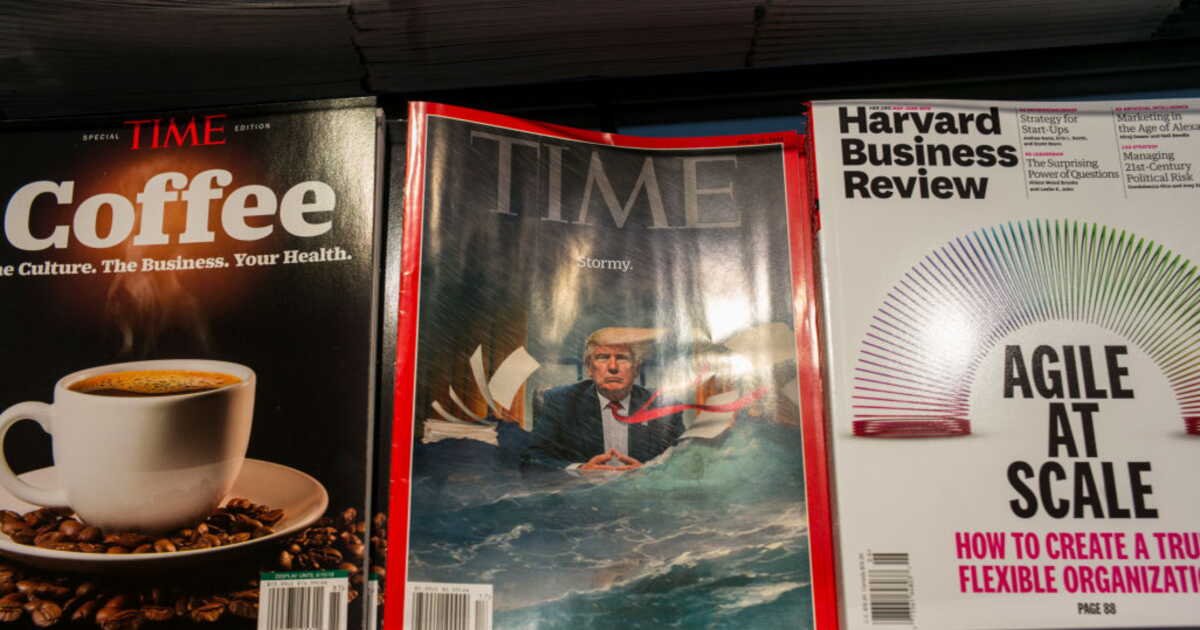 SPECIAL TIME EDITION
Coffee
e Culture. The Business. Your Health.
DISPLAY UNTIL
TIME
Stormy.
Harvard
Business
Review
Strategy for
Start-Ups
The Surprising
Power of Questions
Marketing in
the Age of Alexa
Managing
21st-Century
Political Risk
AGILE
AT
SCALE
HOW TO CREATE A TRU
FLEXIBLE ORGANIZATI
PAGE 88